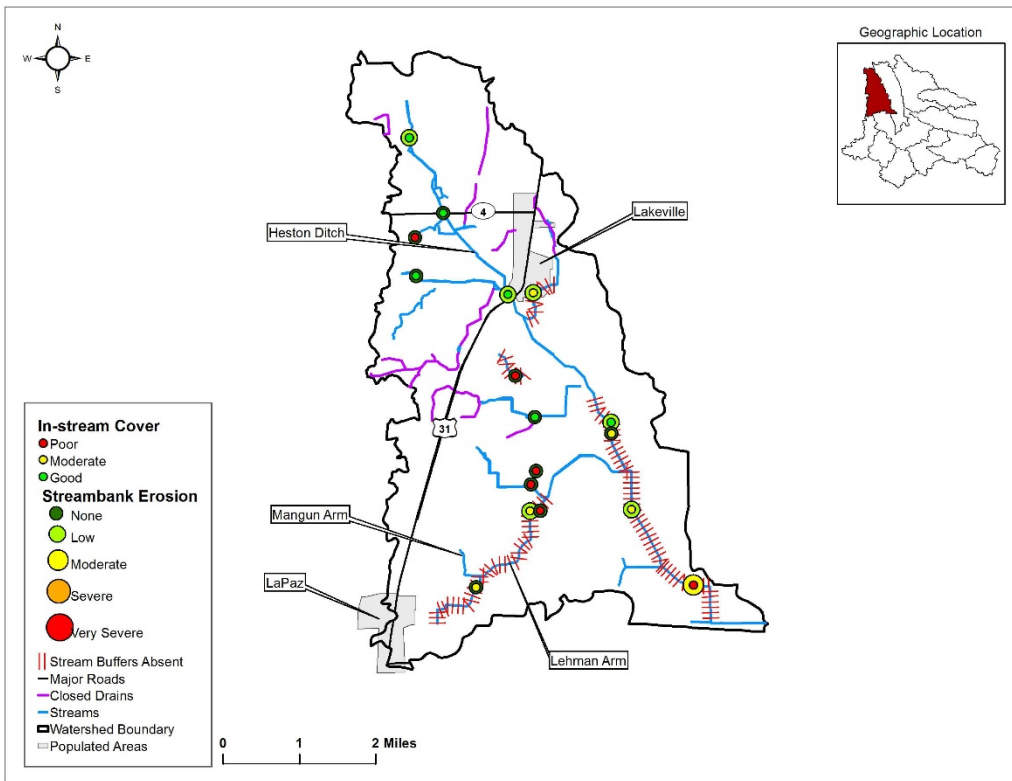 N
W E
S
Geographic Location
4
Lakeville
Heston Ditch
31
Mangun Arm
LaPaz
Lehman Arm
In-stream Cover
Poor
Moderate
Good
Streambank Erosion
None
Low
Moderate
Severe
Very Severe
Stream Buffers Absent
Major Roads
Closed Drains
Streams
Watershed Boundary
Populated Areas
0 1 2 Miles